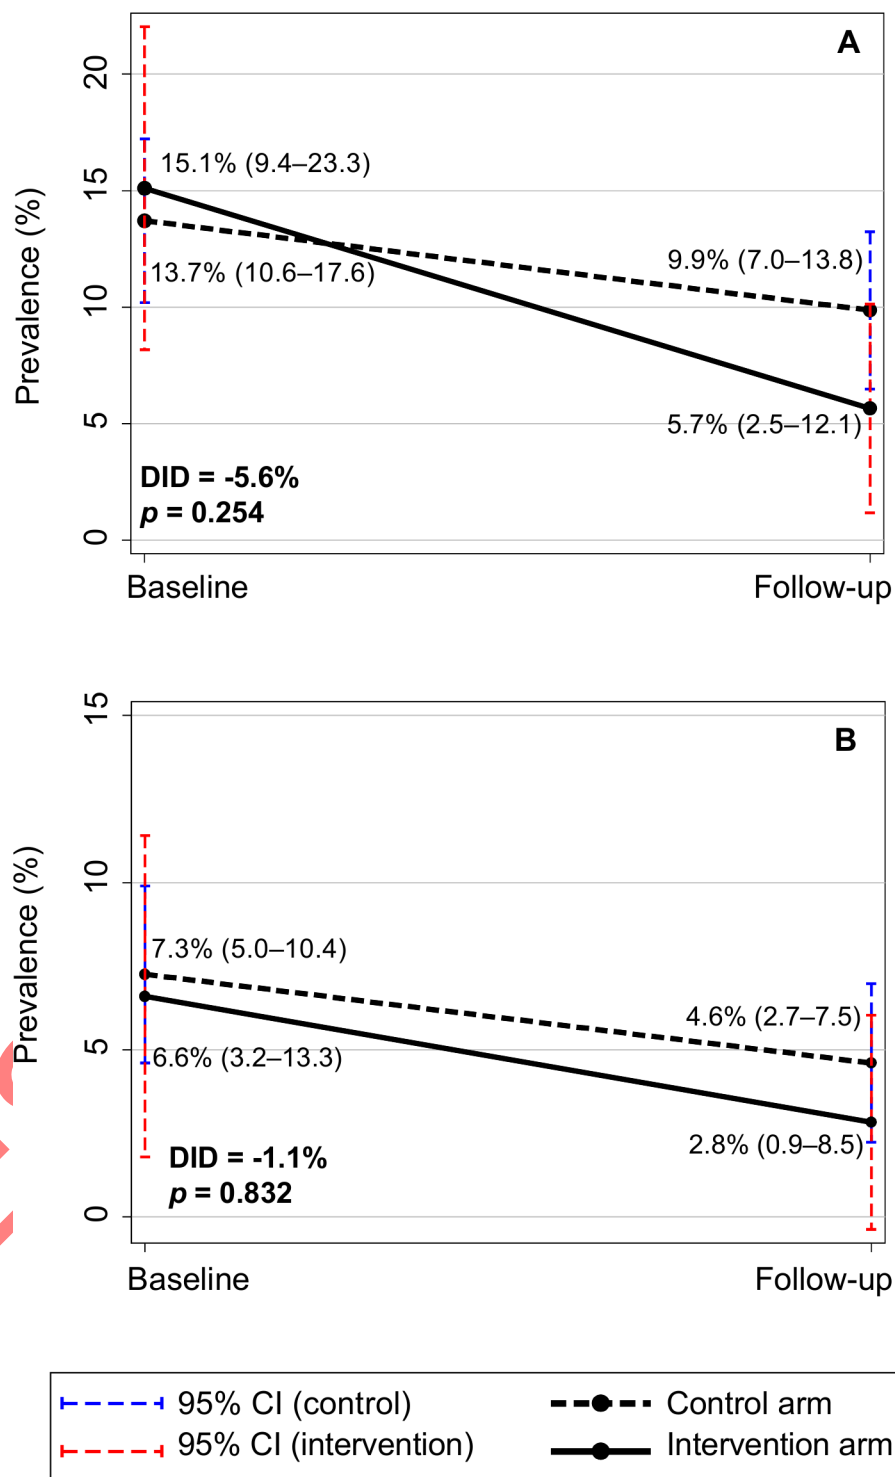 A
20
15
10
5
0
Prevalence (%)
15.1% (9.4–23.3)
13.7% (10.6–17.6)
9.9% (7.0–13.8)
5.7% (2.5–12.1)
DID = -5.6%
p = 0.254
Baseline
Follow-up
B
15
10
5
0
Prevalence (%)
7.3% (5.0–10.4)
6.6% (3.2–13.3)
4.6% (2.7–7.5)
2.8% (0.9–8.5)
DID = -1.1%
p = 0.832
Baseline
Follow-up
95% CI (control)
Control arm
95% CI (intervention)
Intervention arm